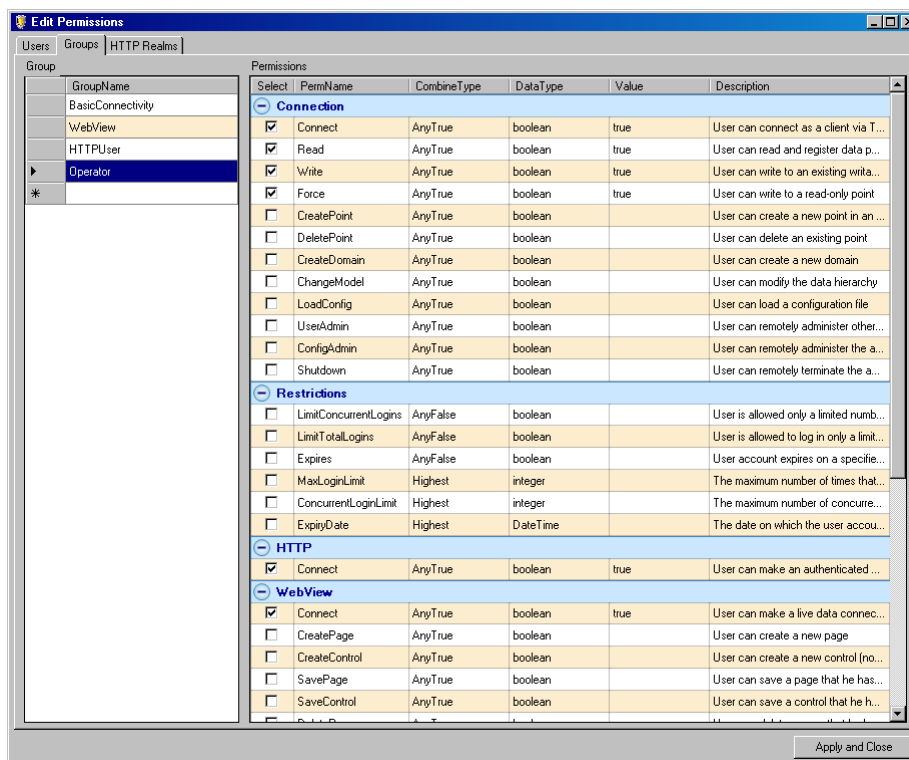 Edit Permissions
Users Groups HTTP Realms
Group Permissions
GroupName
BasicConnectivity
WebView
HTTPUser
Operator
Select PermName CombineType DataType Value Description
Connection
Connect AnyTrue boolean true User can connect as a client via T...
Read AnyTrue boolean true User can read and register data p...
Write AnyTrue boolean true User can write to an existing writa...
Force AnyTrue boolean true User can write to a read-only point
CreatePoint AnyTrue boolean User can create a new point in an ...
DeletePoint AnyTrue boolean User can delete an existing point
CreateDomain AnyTrue boolean User can create a new domain
ChangeModel AnyTrue boolean User can modify the data hierarchy
LoadConfig AnyTrue boolean User can load a configuration file
UserAdmin AnyTrue boolean User can remotely administer other...
ConfigAdmin AnyTrue boolean User can remotely administer the a...
Shutdown AnyTrue boolean User can remotely terminate the a...
Restrictions
LimitConcurrentLogins AnyFalse boolean User is allowed only a limited numb...
LimitTotalLogins AnyFalse boolean User is allowed to log in only a limit...
Expires AnyFalse boolean User account expires on a specifie...
MaxLoginLimit Highest integer The maximum number of times that...
ConcurrentLoginLimit Highest integer The maximum number of concurre...
ExpiryDate Highest DateTime The date on which the user accou...
HTTP
Connect AnyTrue boolean true User can make an authenticated ...
WebView
Connect AnyTrue boolean true User can make a live data connec...
CreatePage AnyTrue boolean User can create a new page
CreateControl AnyTrue boolean User can create a new control (no...
SavePage AnyTrue boolean User can save a page that he has...
SaveControl AnyTrue boolean User can save a control that he h...
Apply and Close